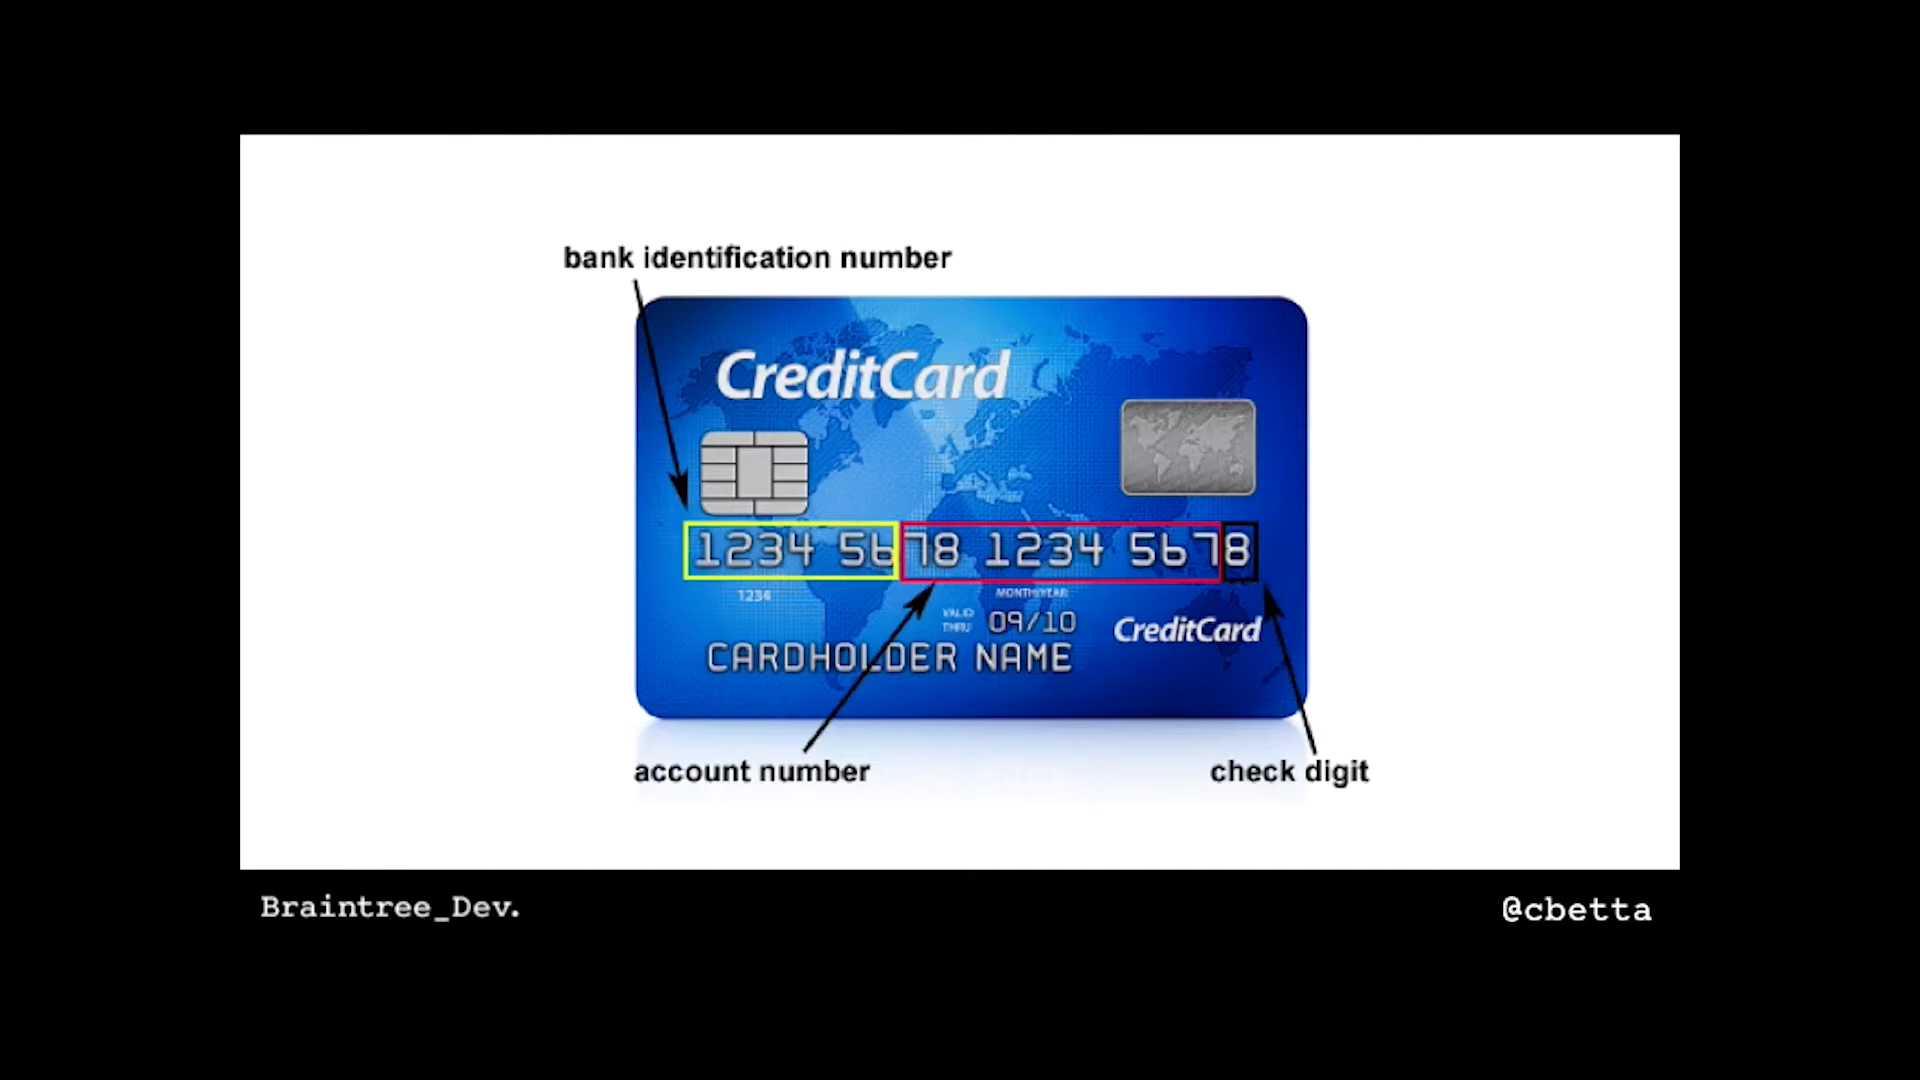 bank identification number
CreditCard
1234 5678 1234 5678
1234
MONTH/YEAR
VALID THRU 09/10
CreditCard
CARDHOLDER NAME
account number
check digit
Braintree_Dev.
@cbetta